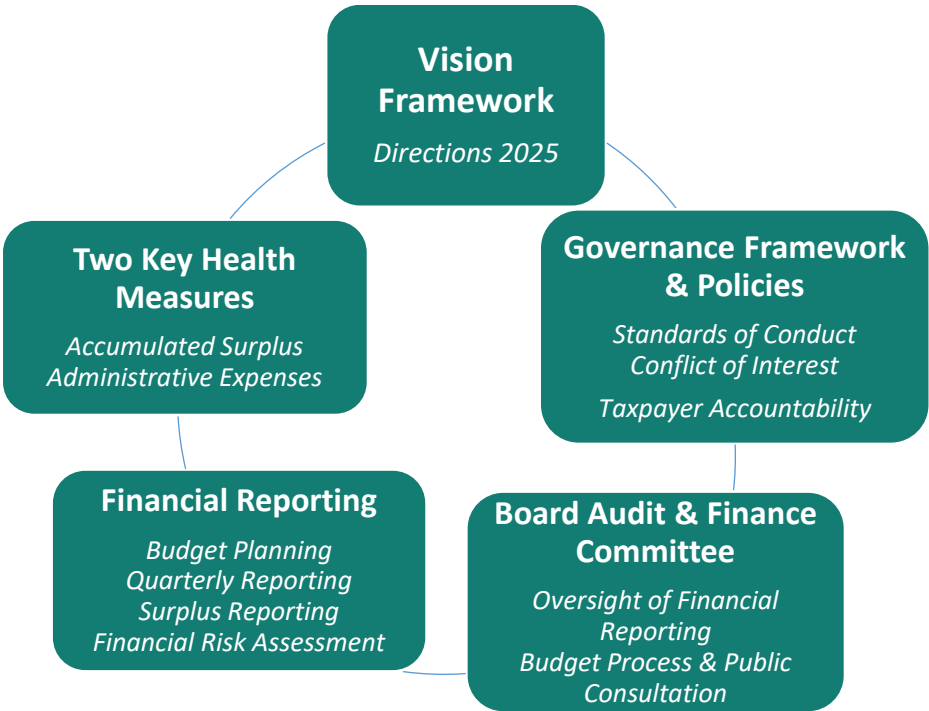 Vision
Framework
Directions 2025
Governance Framework
& Policies
Standards of Conduct
Conflict of Interest
Taxpayer Accountability
Board Audit & Finance
Committee
Oversight of Financial
Reporting
Budget Process & Public
Consultation
Financial Reporting
Budget Planning
Quarterly Reporting
Surplus Reporting
Financial Risk Assessment
Two Key Health
Measures
Accumulated Surplus
Administrative Expenses